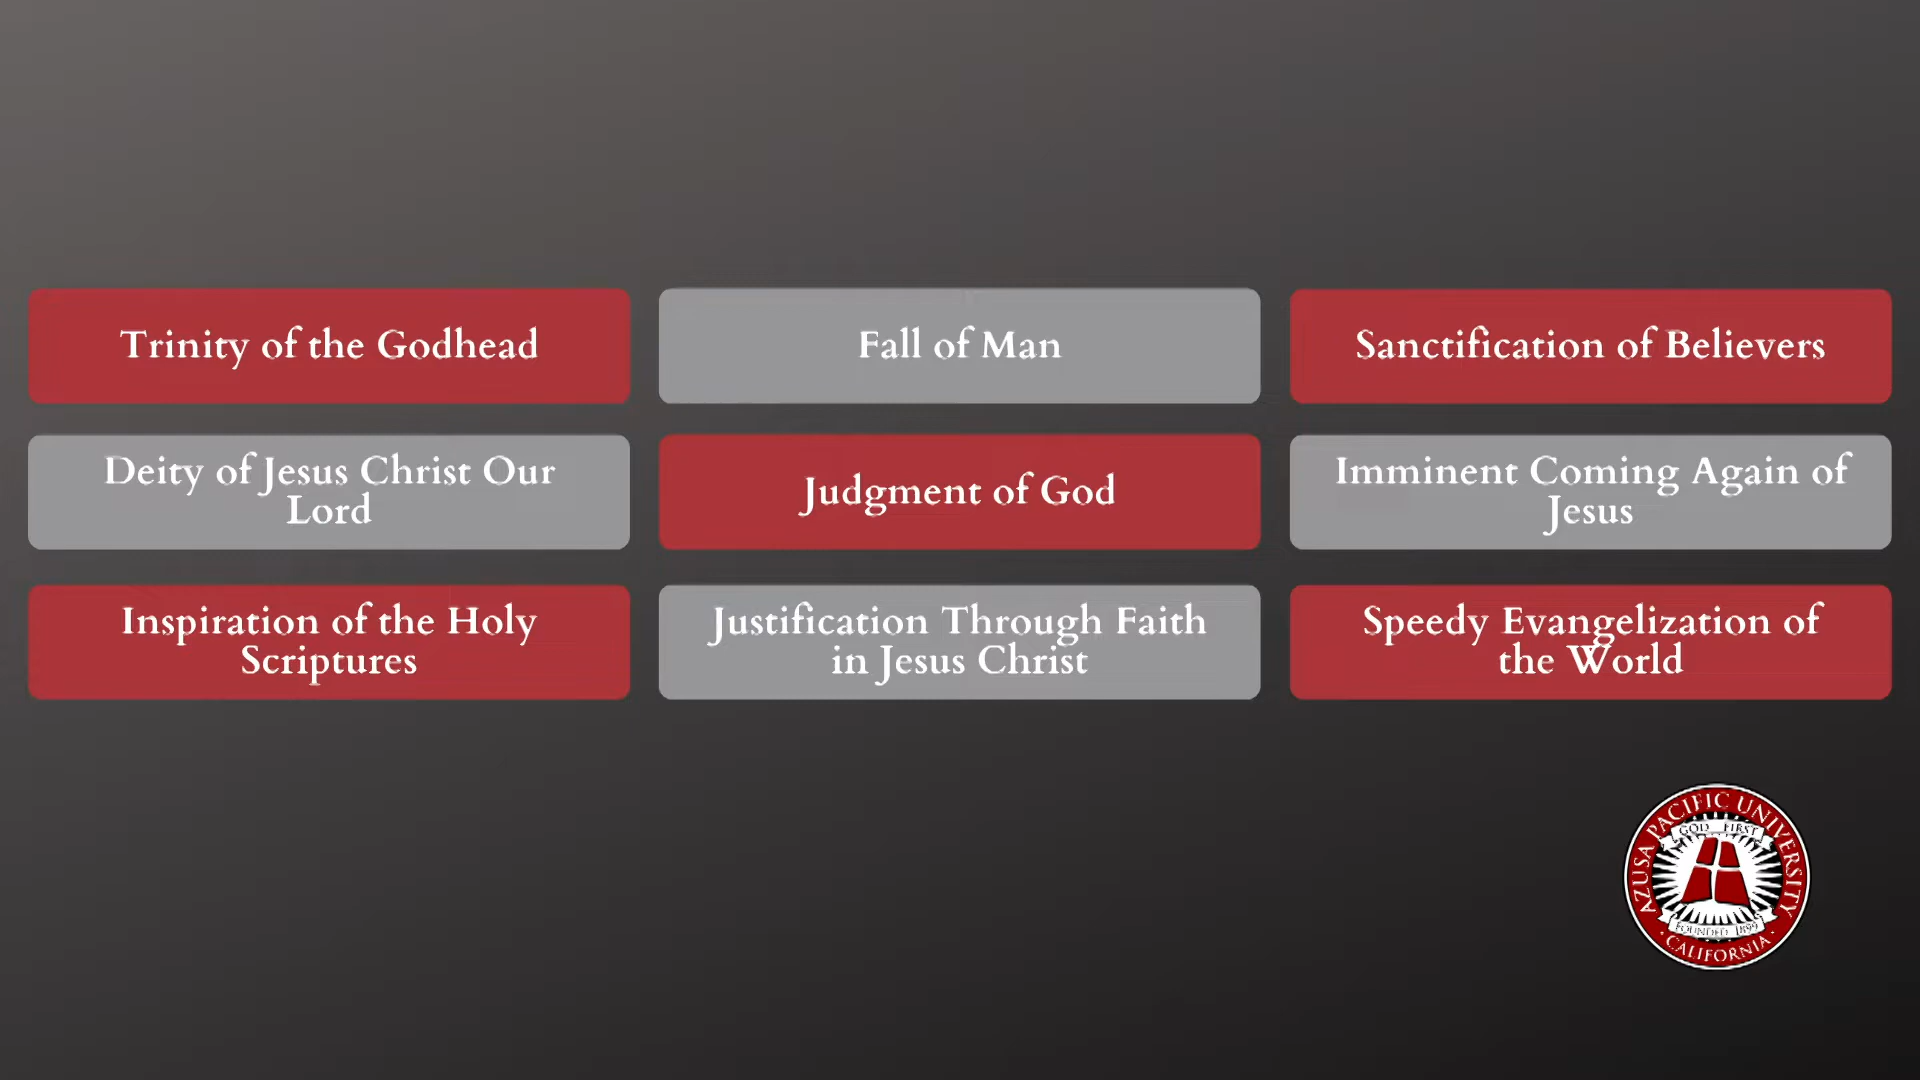 Trinity of the Godhead
Fall of Man
Sanctification of Believers
Deity of Jesus Christ Our
Lord
Judgment of God
Imminent Coming Again of
Jesus
Inspiration of the Holy
Scriptures
Justification Through Faith
in Jesus Christ
Speedy Evangelization of
the World
AZUSA PACIFIC UNIVERSITY
GOD FIRST
FOUNDED 1899
· CALIFORNIA ·